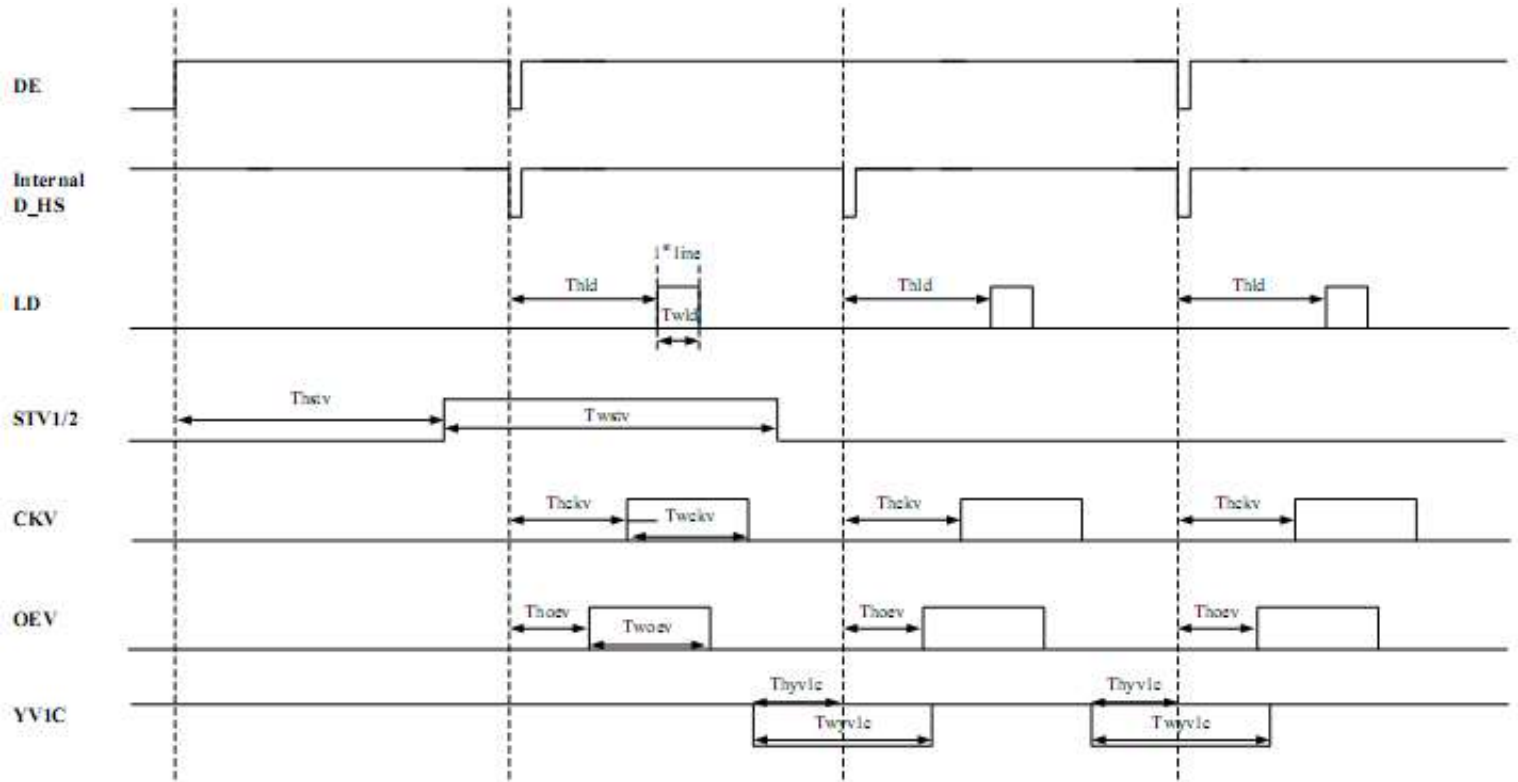 DE
Internal
D_HS
1st line
Thld
Thld
Thld
LD
Twld
Thstv
STV1/2
Twstv
Thckv
Thckv
Thckv
CKV
Twckv
Thoev
Thoev
Thoev
OEV
Twoev
Thyv1c
Thyv1c
YV1C
Twyv1c
Twyv1c